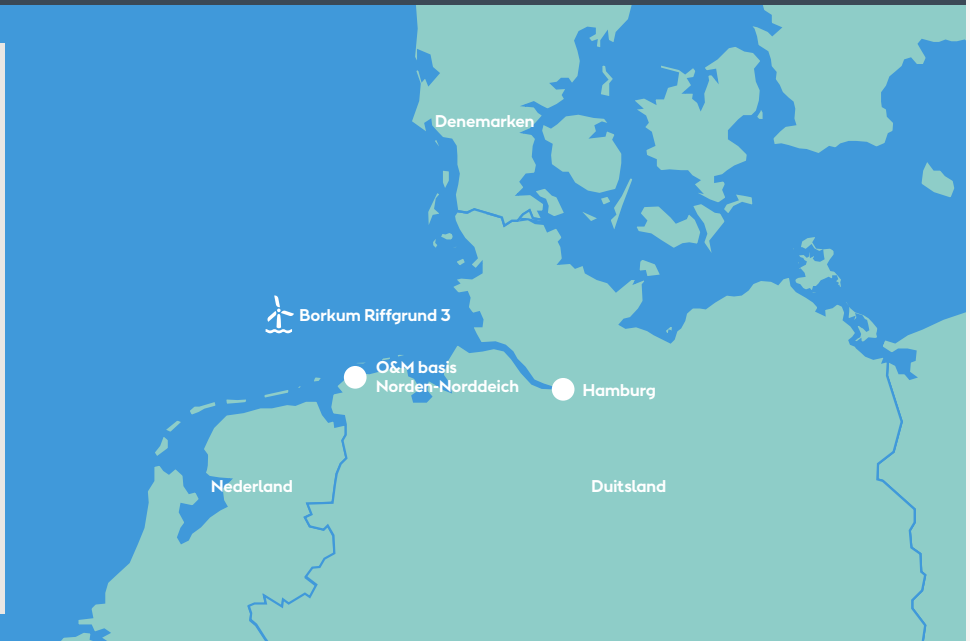 Denemarken
Borkum Riffgrund 3
O&M basis
Norden-Norddeich
Hamburg
Nederland
Duitsland